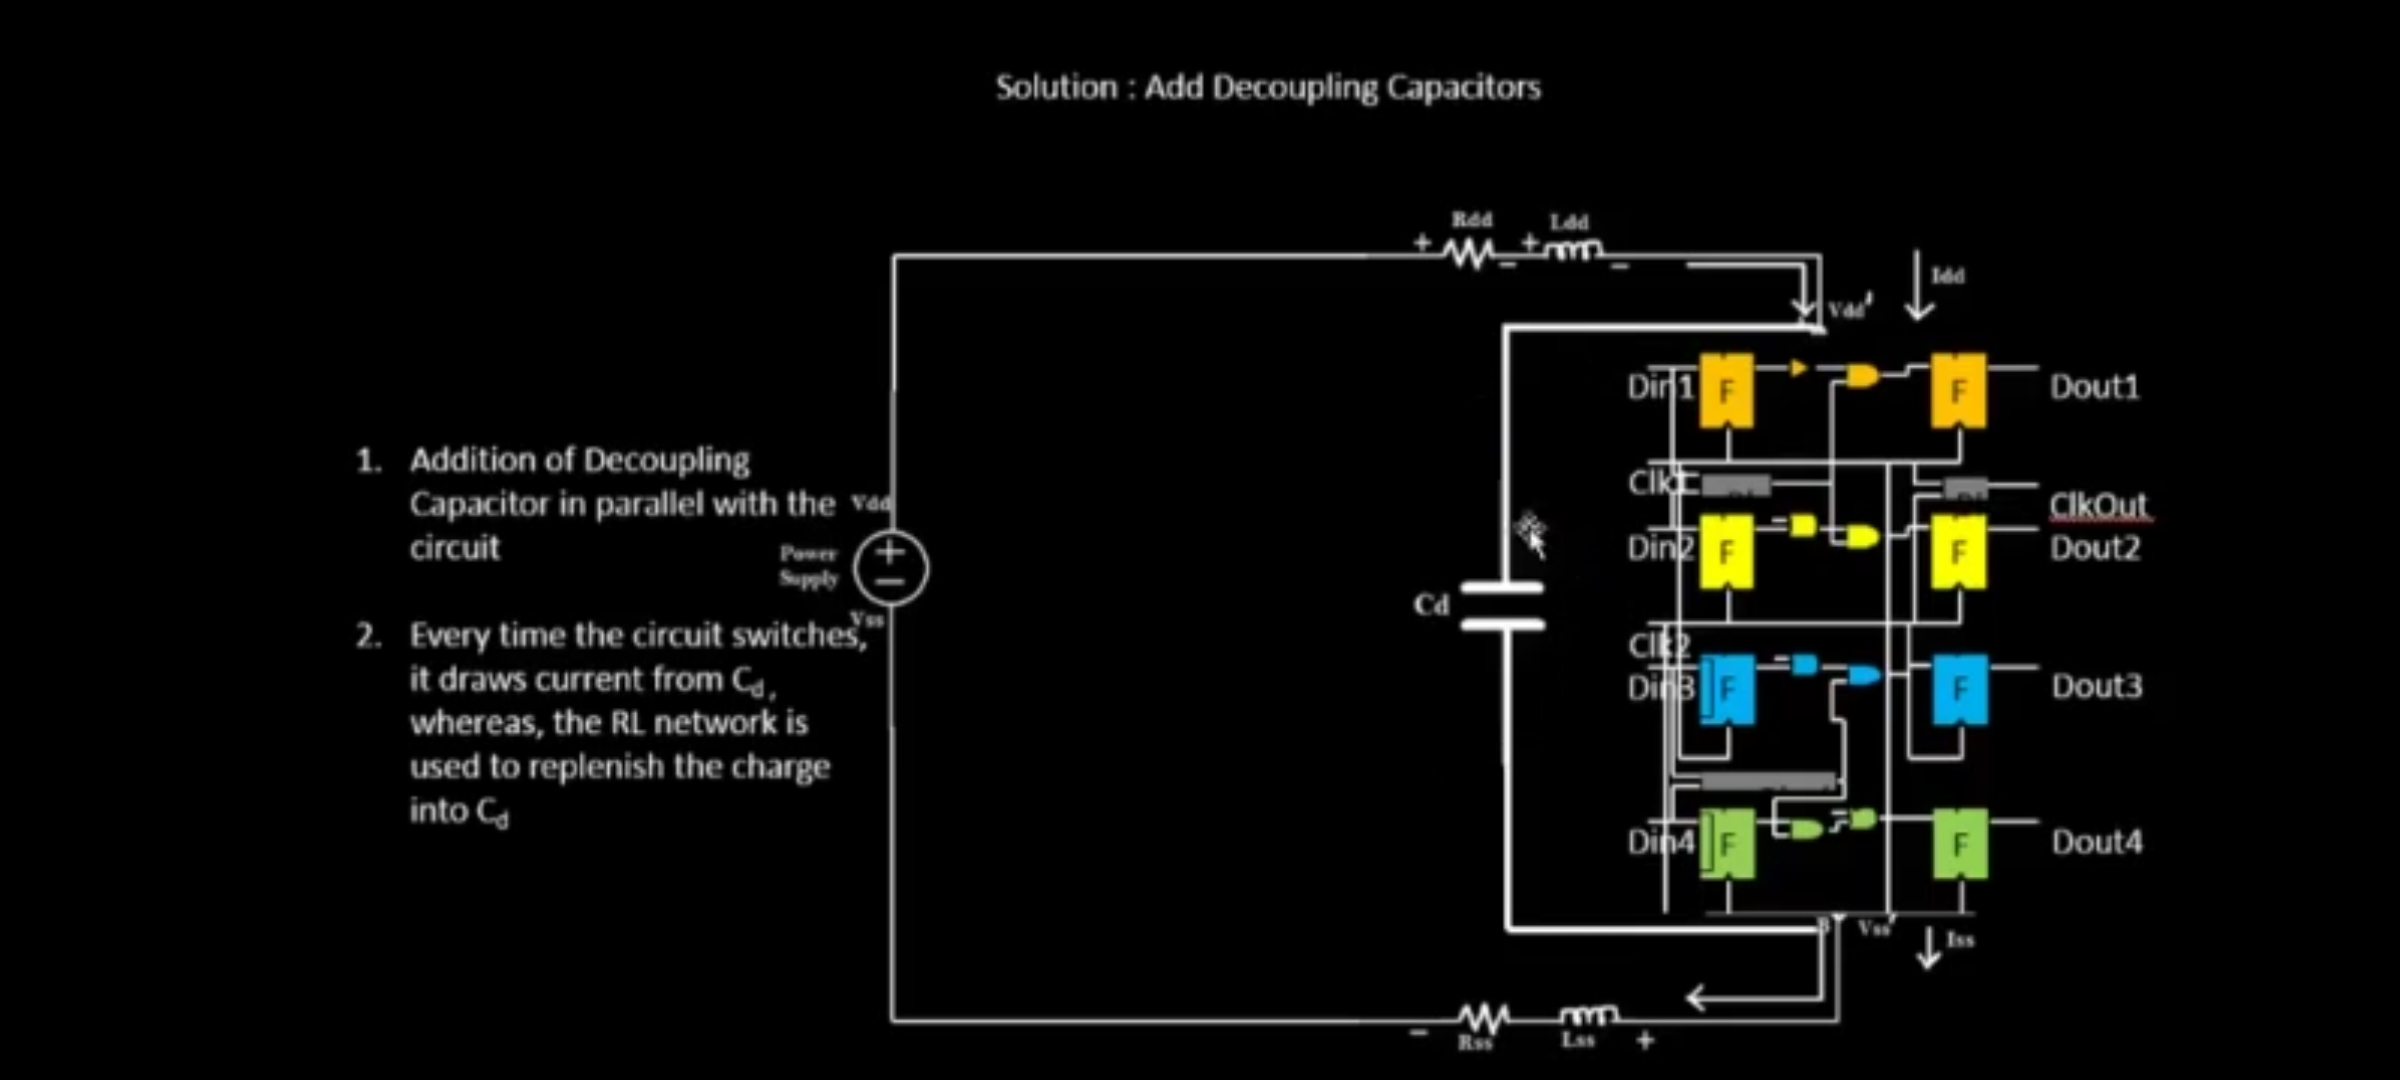 Solution : Add Decoupling Capacitors
Rdd
Ldd
+
+
−
−
Idd
Vdd'
1. Addition of Decoupling
Capacitor in parallel with the
circuit
Vdd
Power
Supply
+
−
Vss
2. Every time the circuit switches,
it draws current from Cd,
whereas, the RL network is
used to replenish the charge
into Cd
Cd
Din1
F
F
Dout1
Clk1
ClkOut
Din2
F
F
Dout2
Clk2
Din3
F
F
Dout3
Din4
F
F
Dout4
B
Vss'
Iss
−
Rss
Lss
+